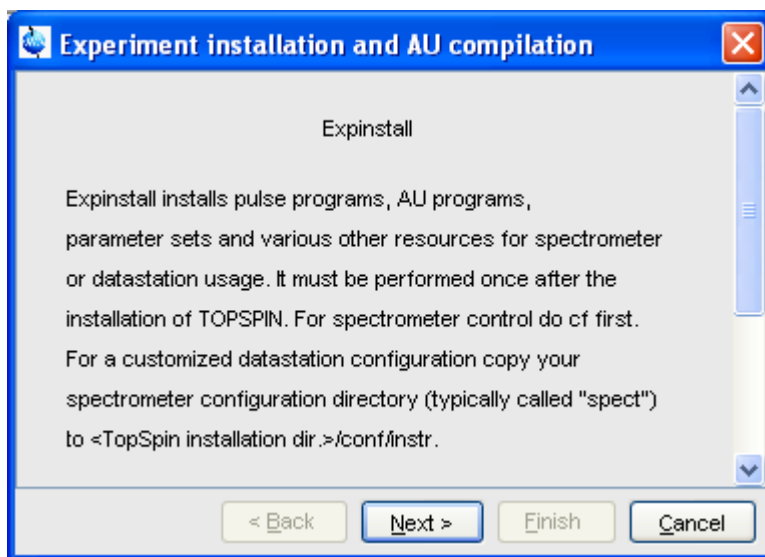 Experiment installation and AU compilation
Expinstall
Expinstall installs pulse programs, AU programs,
parameter sets and various other resources for spectrometer
or datastation usage. It must be performed once after the
installation of TOPSPIN. For spectrometer control do cf first.
For a customized datastation configuration copy your
spectrometer configuration directory (typically called "spect")
to <TopSpin installation dir.>/conf/instr.
< Back Next > Finish Cancel